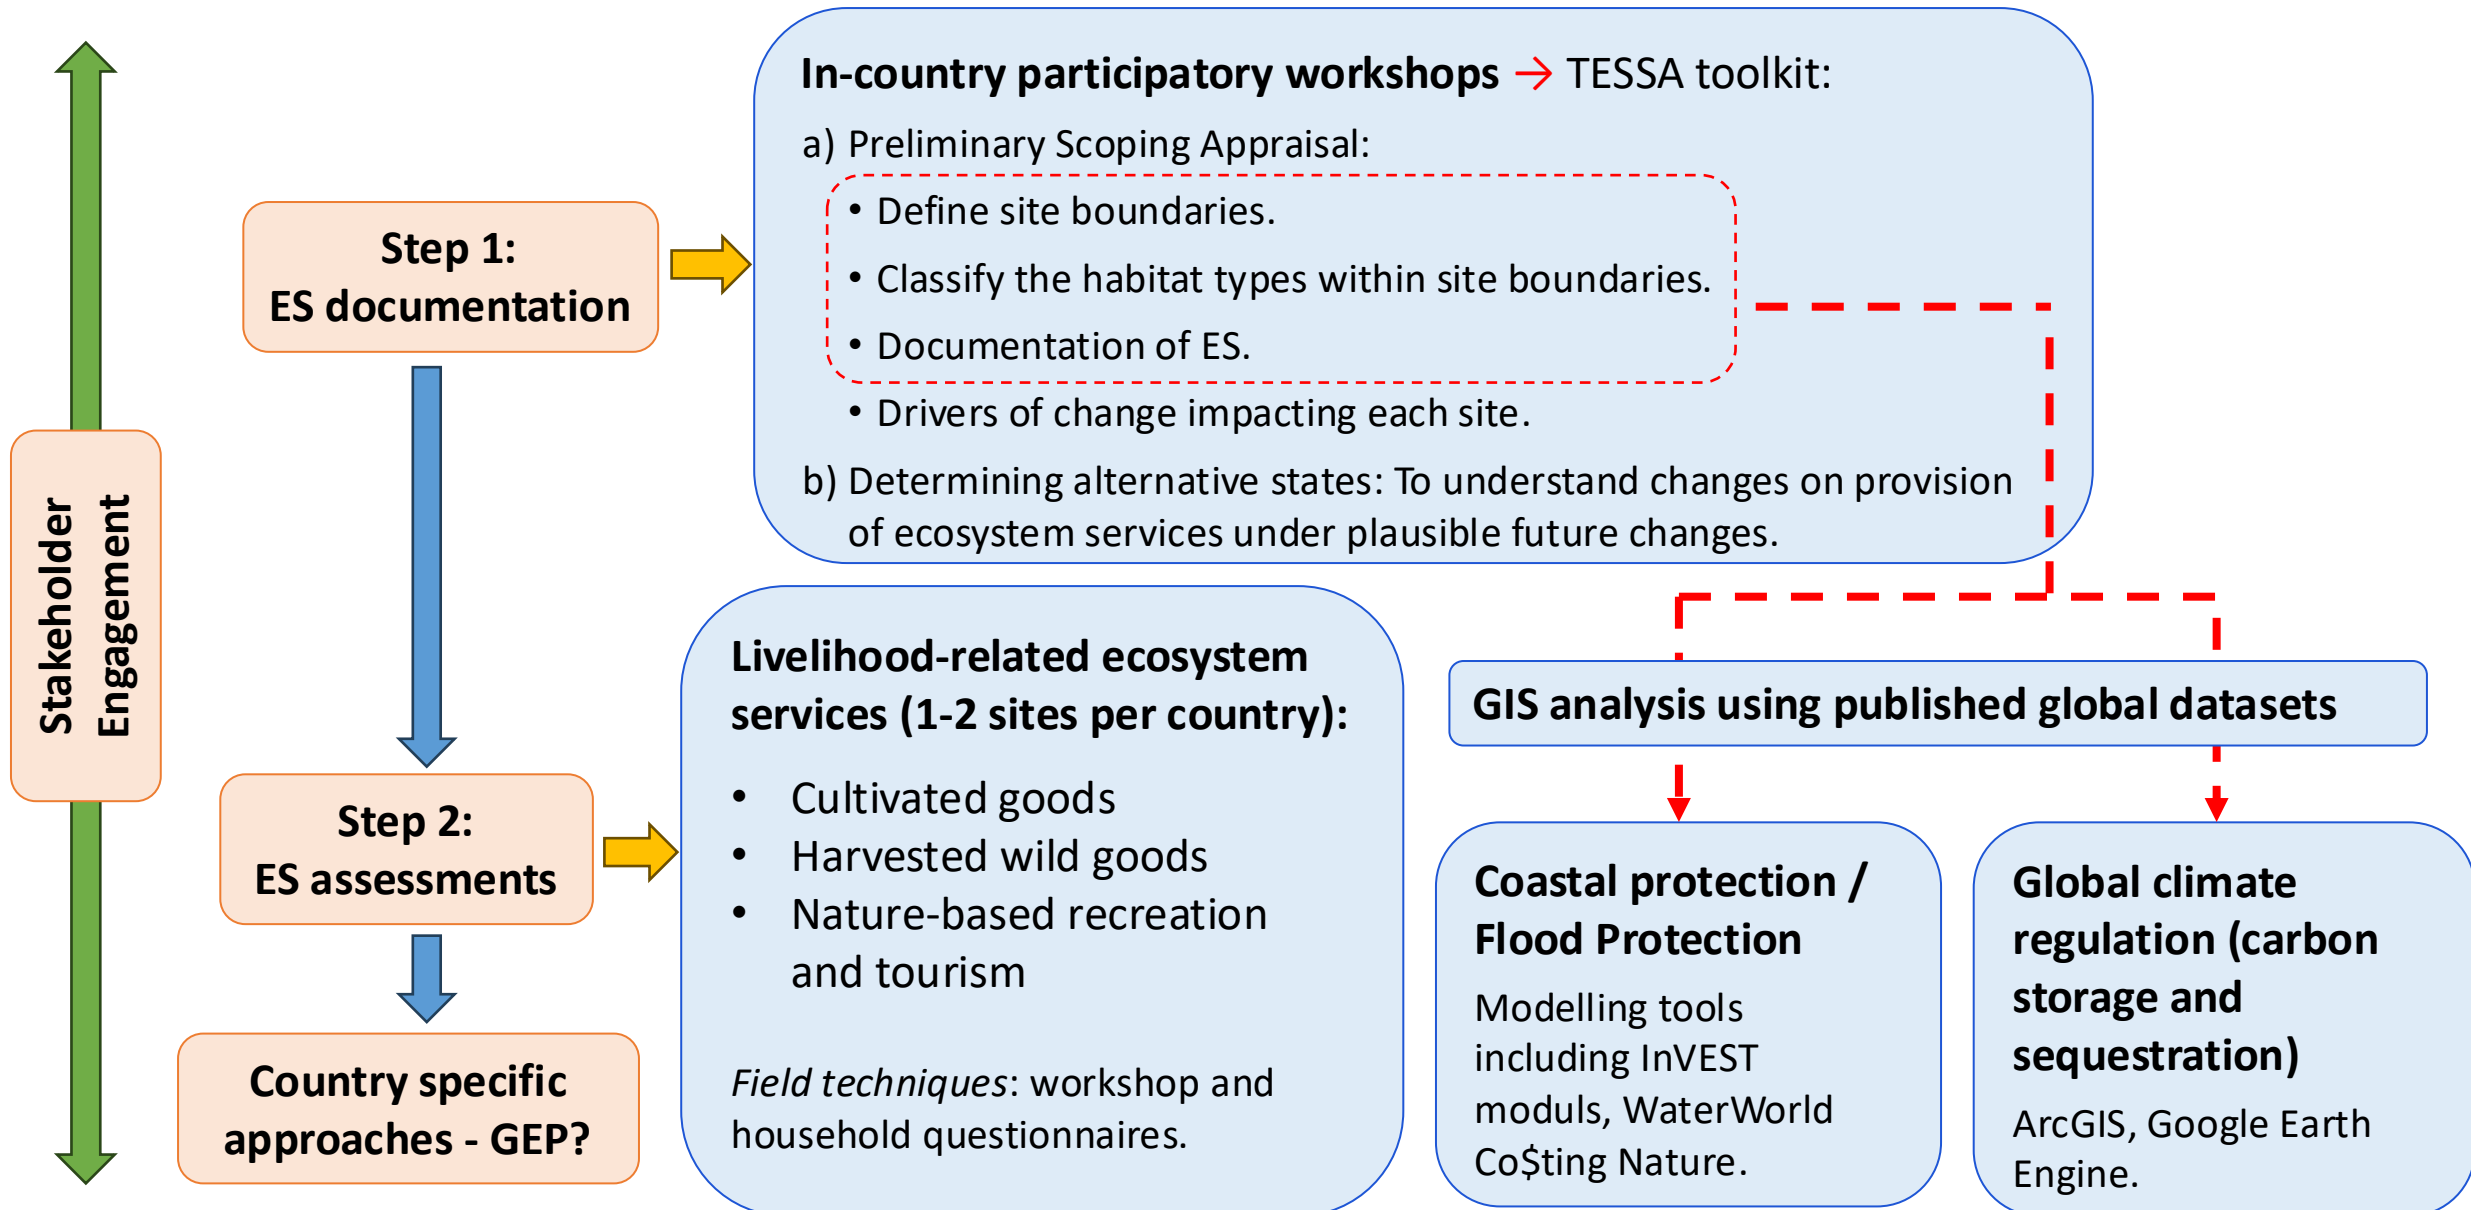 Stakeholder
Engagement
Step 1:
ES documentation
In-country participatory workshops → TESSA toolkit:
a) Preliminary Scoping Appraisal:
• Define site boundaries.
• Classify the habitat types within site boundaries.
• Documentation of ES.
• Drivers of change impacting each site.
b) Determining alternative states: To understand changes on provision
of ecosystem services under plausible future changes.
Step 2:
ES assessments
Livelihood-related ecosystem
services (1-2 sites per country):
• Cultivated goods
• Harvested wild goods
• Nature-based recreation
and tourism
Field techniques: workshop and
household questionnaires.
GIS analysis using published global datasets
Coastal protection /
Flood Protection
Modelling tools
including InVEST
moduls, WaterWorld
Co$ting Nature.
Global climate
regulation (carbon
storage and
sequestration)
ArcGIS, Google Earth
Engine.
Country specific
approaches - GEP?